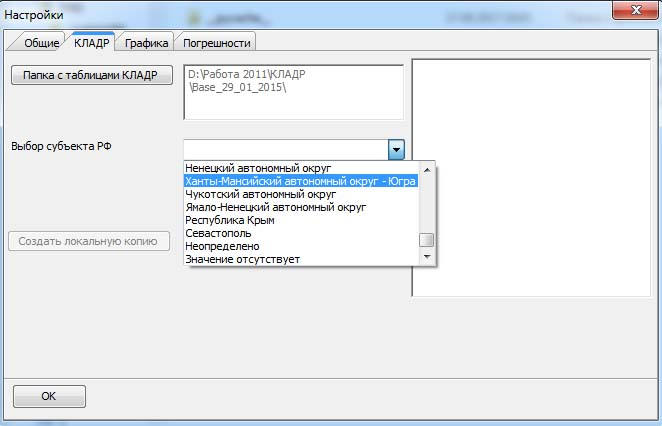 Настройки
Общие КЛАДР Графика Погрешности
Папка с таблицами КЛАДР
D:\Работа 2011\КЛАДР
\Base_29_01_2015\
Выбор субъекта РФ
Ненецкий автономный округ
Ханты-Мансийский автономный округ - Югра
Чукотский автономный округ
Ямало-Ненецкий автономный округ
Республика Крым
Севастополь
Неопределено
Значение отсутствует
Создать локальную копию
OK